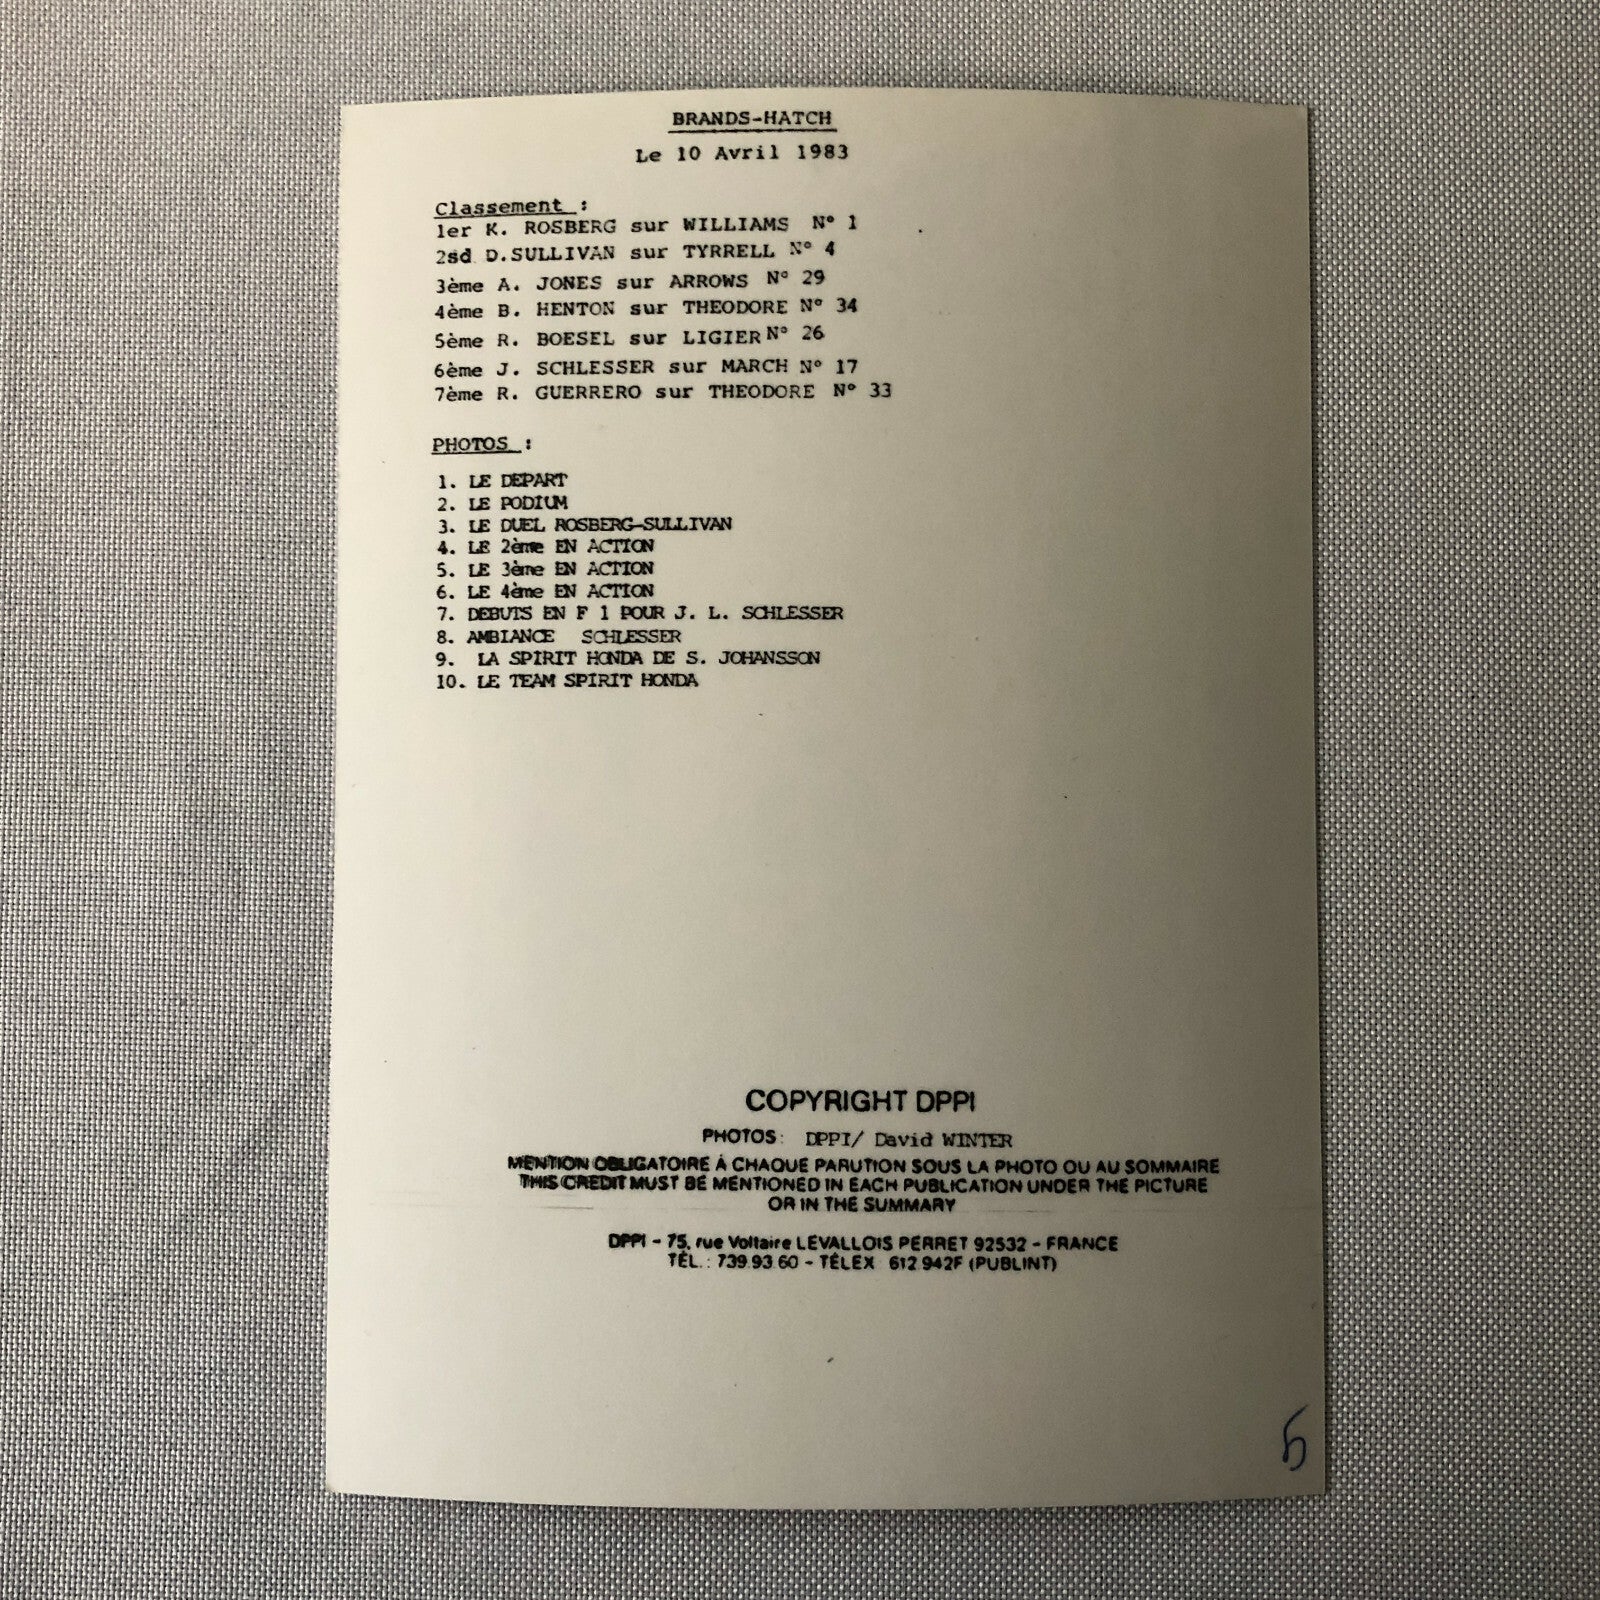 BRANDS-HATCH
Le 10 Avril 1983
Classement :
1er K. ROSBERG sur WILLIAMS N° 1
2sd D.SULLIVAN sur TYRRELL N° 4
3ème A. JONES sur ARROWS N° 29
4ème B. HENTON sur THEODORE N° 34
5ème R. BOESEL sur LIGIER N° 26
6ème J. SCHLESSER sur MARCH N° 17
7ème R. GUERRERO sur THEODORE N° 33
PHOTOS :
1. LE DEPART
2. LE PODIUM
3. LE DUEL ROSBERG-SULLIVAN
4. LE 2ème EN ACTION
5. LE 3ème EN ACTION
6. LE 4ème EN ACTION
7. DEBUTS EN F 1 POUR J. L. SCHLESSER
8. AMBIANCE SCHLESSER
9. LA SPIRIT HONDA DE S. JOHANSSON
10. LE TEAM SPIRIT HONDA
COPYRIGHT DPPI
PHOTOS: DPPI/ David WINTER
MENTION OBLIGATOIRE À CHAQUE PARUTION SOUS LA PHOTO OU AU SOMMAIRE
THIS CREDIT MUST BE MENTIONED IN EACH PUBLICATION UNDER THE PICTURE
OR IN THE SUMMARY
DPPI - 75, rue Voltaire LEVALLOIS PERRET 92532 - FRANCE
TÉL. : 739.93.60 - TÉLEX 612.942F (PUBLINT)